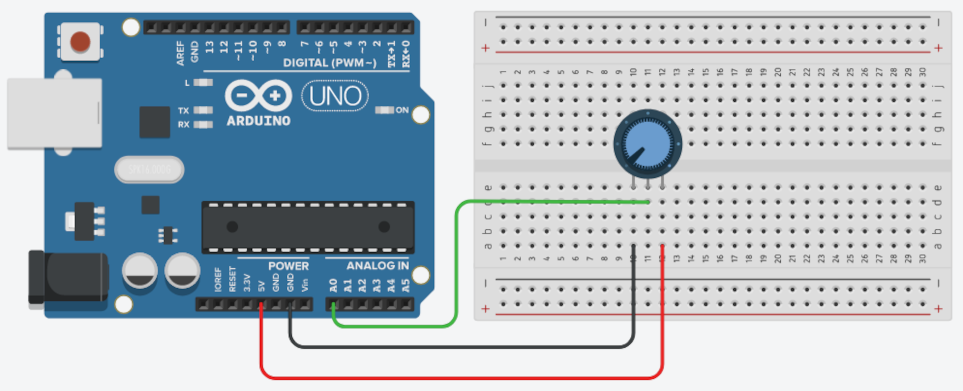 AREF
GND
13
12
~11
~10
~9
8
7
~6
~5
4
~3
2
TX→1
RX←0
DIGITAL (PWM~)
L
TX
RX
UNO
ON
ARDUINO
POWER
ANALOG IN
IOREF
RESET
3.3V
5V
GND
GND
Vin
A0
A1
A2
A3
A4
A5
1 2 3 4 5 6 7 8 9 10 11 12 13 14 15 16 17 18 19 20 21 22 23 24 25 26 27 28 29 30
j j
i i
h h
g g
f f
e e
d d
c c
b b
a a
1 2 3 4 5 6 7 8 9 10 11 12 13 14 15 16 17 18 19 20 21 22 23 24 25 26 27 28 29 30